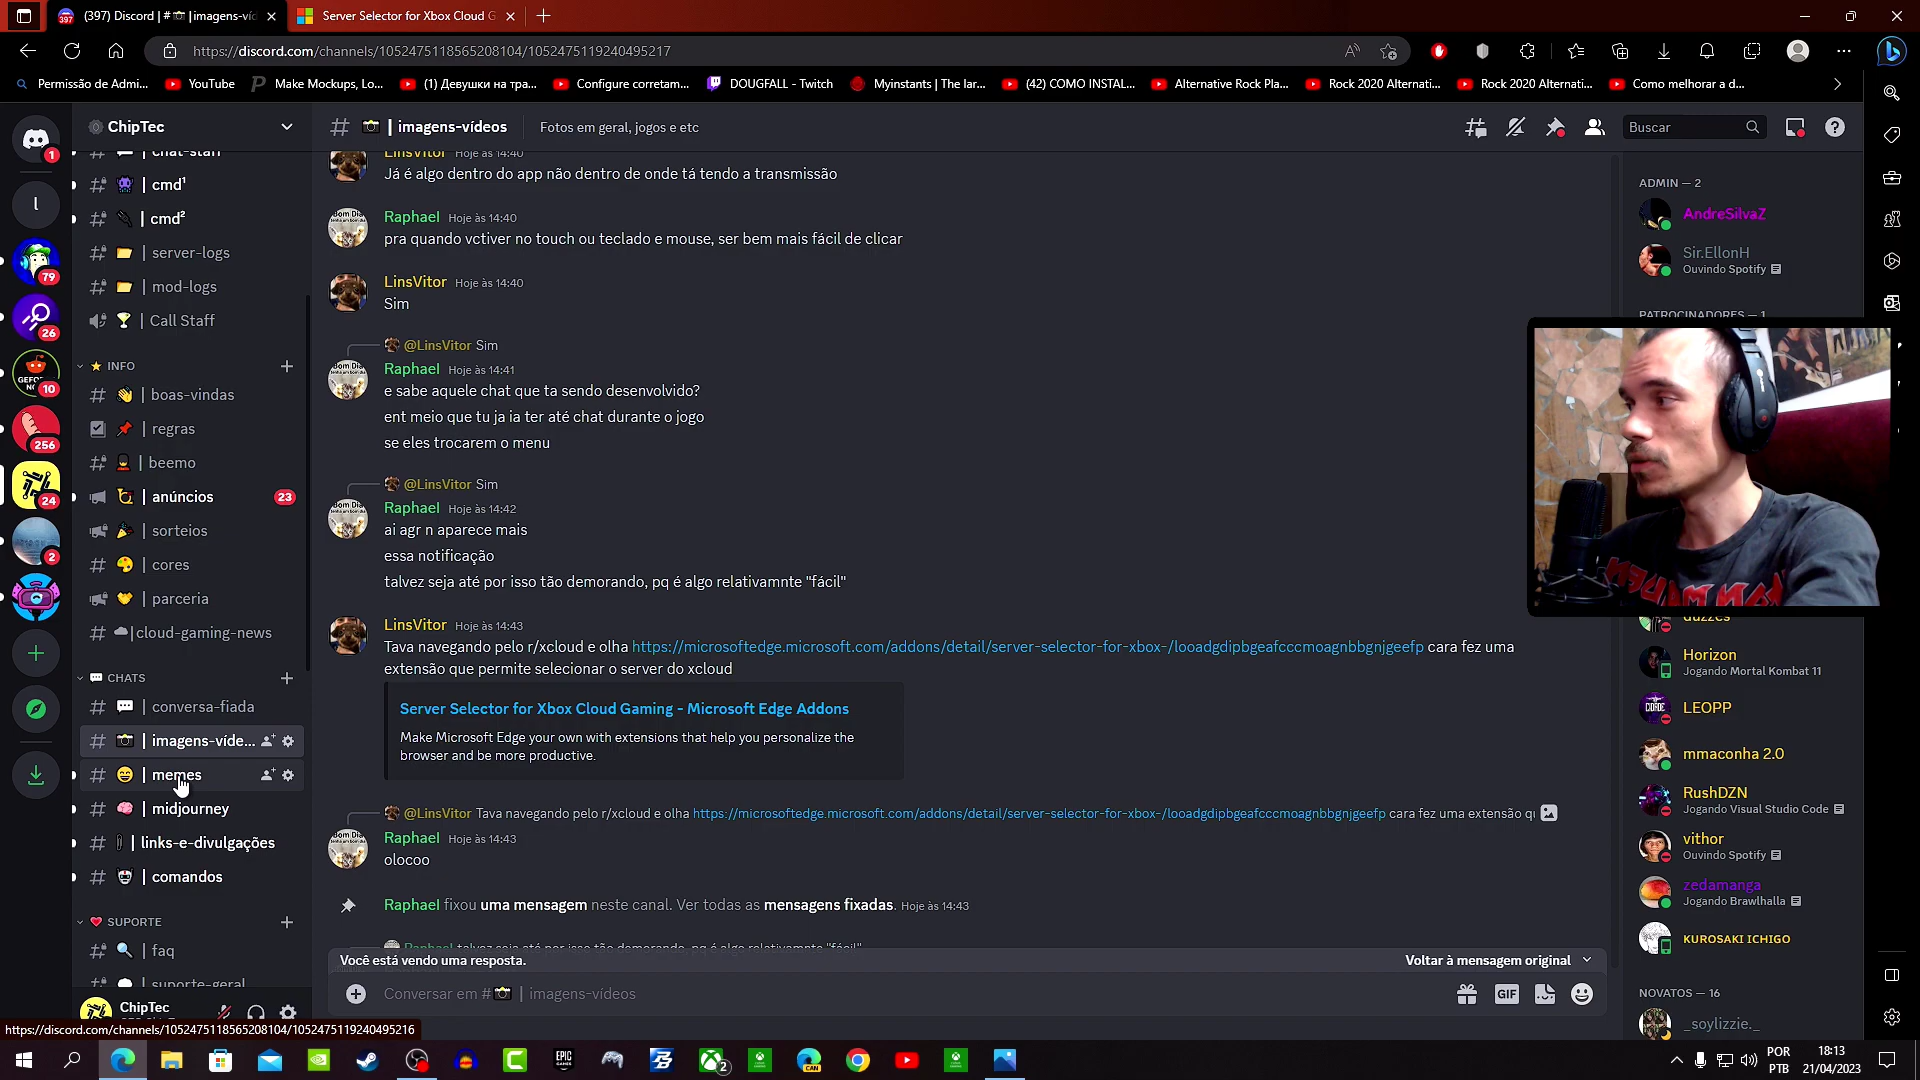 (397) Discord | # | imagens-víd
Server Selector for Xbox Cloud G
https://discord.com/channels/1052475118565208104/1052475119240495217
Permissão de Admi...
YouTube
Make Mockups, Lo...
(1) Девушки на тра...
Configure corretam...
DOUGFALL - Twitch
Myinstants | The lar...
(42) COMO INSTAL...
Alternative Rock Pla...
Rock 2020 Alternati...
Rock 2020 Alternati...
Como melhorar a d...
ChipTec
# | imagens-vídeos
Fotos em geral, jogos e etc
Buscar
| chat-staff
| cmd¹
| cmd²
| server-logs
| mod-logs
| Call Staff
INFO
| boas-vindas
| regras
| beemo
| anúncios
23
| sorteios
| cores
| parceria
|cloud-gaming-news
CHATS
| conversa-fiada
| imagens-víde...
| memes
| midjourney
| links-e-divulgações
| comandos
SUPORTE
| faq
| suporte-geral
ChipTec
1
79
26
10
256
24
2
LinsVitor Hoje às 14:40
Já é algo dentro do app não dentro de onde tá tendo a transmissão
Raphael Hoje às 14:40
pra quando vctiver no touch ou teclado e mouse, ser bem mais fácil de clicar
LinsVitor Hoje às 14:40
Sim
@LinsVitor Sim
Raphael Hoje às 14:41
e sabe aquele chat que ta sendo desenvolvido?
ent meio que tu ja ia ter até chat durante o jogo
se eles trocarem o menu
@LinsVitor Sim
Raphael Hoje às 14:42
ai agr n aparece mais
essa notificação
talvez seja até por isso tão demorando, pq é algo relativamnte "fácil"
LinsVitor Hoje às 14:43
Tava navegando pelo r/xcloud e olha https://microsoftedge.microsoft.com/addons/detail/server-selector-for-xbox-/looadgdipbgeafcccmoagnbbgnjgeefp cara fez uma
extensão que permite selecionar o server do xcloud
Server Selector for Xbox Cloud Gaming - Microsoft Edge Addons
Make Microsoft Edge your own with extensions that help you personalize the
browser and be more productive.
@LinsVitor Tava navegando pelo r/xcloud e olha https://microsoftedge.microsoft.com/addons/detail/server-selector-for-xbox-/looadgdipbgeafcccmoagnbbgnjgeefp cara fez uma extensão qu
Raphael Hoje às 14:43
olocoo
Raphael fixou uma mensagem neste canal. Ver todas as mensagens fixadas. Hoje às 14:43
Raphael talvez seja até por isso tão demorando, pq é algo relativamnte "fácil"
Você está vendo uma resposta.
Voltar à mensagem original
Conversar em # | imagens-vídeos
GIF
ADMIN — 2
AndreSilvaZ
Sir.EllonH
Ouvindo Spotify
PATROCINADORES — 1
duzzes
Horizon
Jogando Mortal Kombat 11
LEOPP
mmaconha 2.0
RushDZN
Jogando Visual Studio Code
vithor
Ouvindo Spotify
zedamanga
Jogando Brawlhalla
KUROSAKI ICHIGO
NOVATOS — 16
_soylizzie._
https://discord.com/channels/1052475118565208104/1052475119240495216
POR
PTB
18:13
21/04/2023